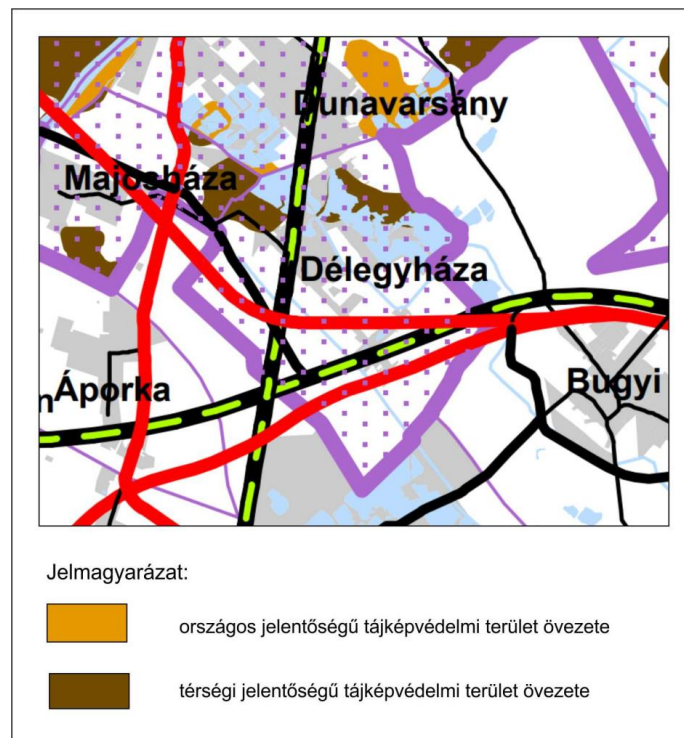 Dunavarsány
Majosháza
Délegyháza
Áporka
Bugyi
Jelmagyarázat:
országos jelentőségű tájképvédelmi terület övezete
térségi jelentőségű tájképvédelmi terület övezete